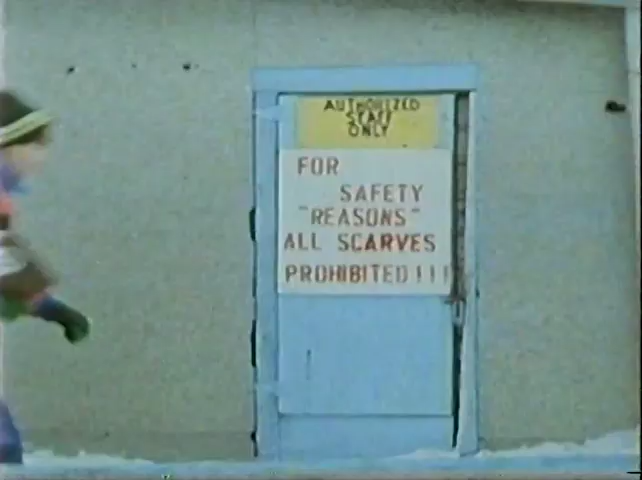 AUTHORIZED
STAFF
ONLY
FOR
SAFETY
"REASONS"
ALL SCARVES
PROHIBITED!!!